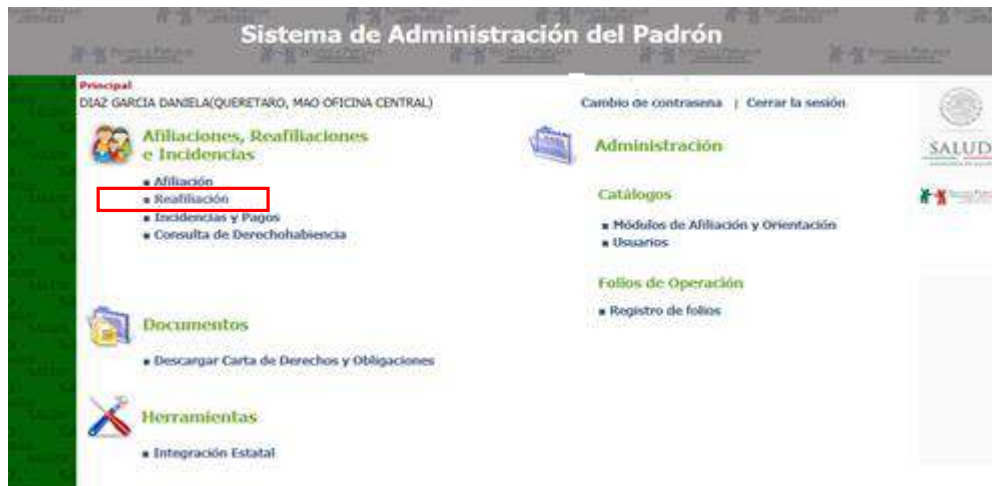 Sistema de Administración del Padrón
Principal
DIAZ GARCIA DANIELA(QUERETARO, MAO OFICINA CENTRAL)
Cambio de contrasena | Cerrar la sesión
Afiliaciones, Reafiliaciones
e Incidencias
Afiliación
Reafiliación
Incidencias y Pagos
Consulta de Derechohabiencia
Documentos
Descargar Carta de Derechos y Obligaciones
Herramientas
Integración Estatal
Administración
Catálogos
Módulos de Afiliación y Orientación
Usuarios
Folios de Operación
Registro de folios
SALUD